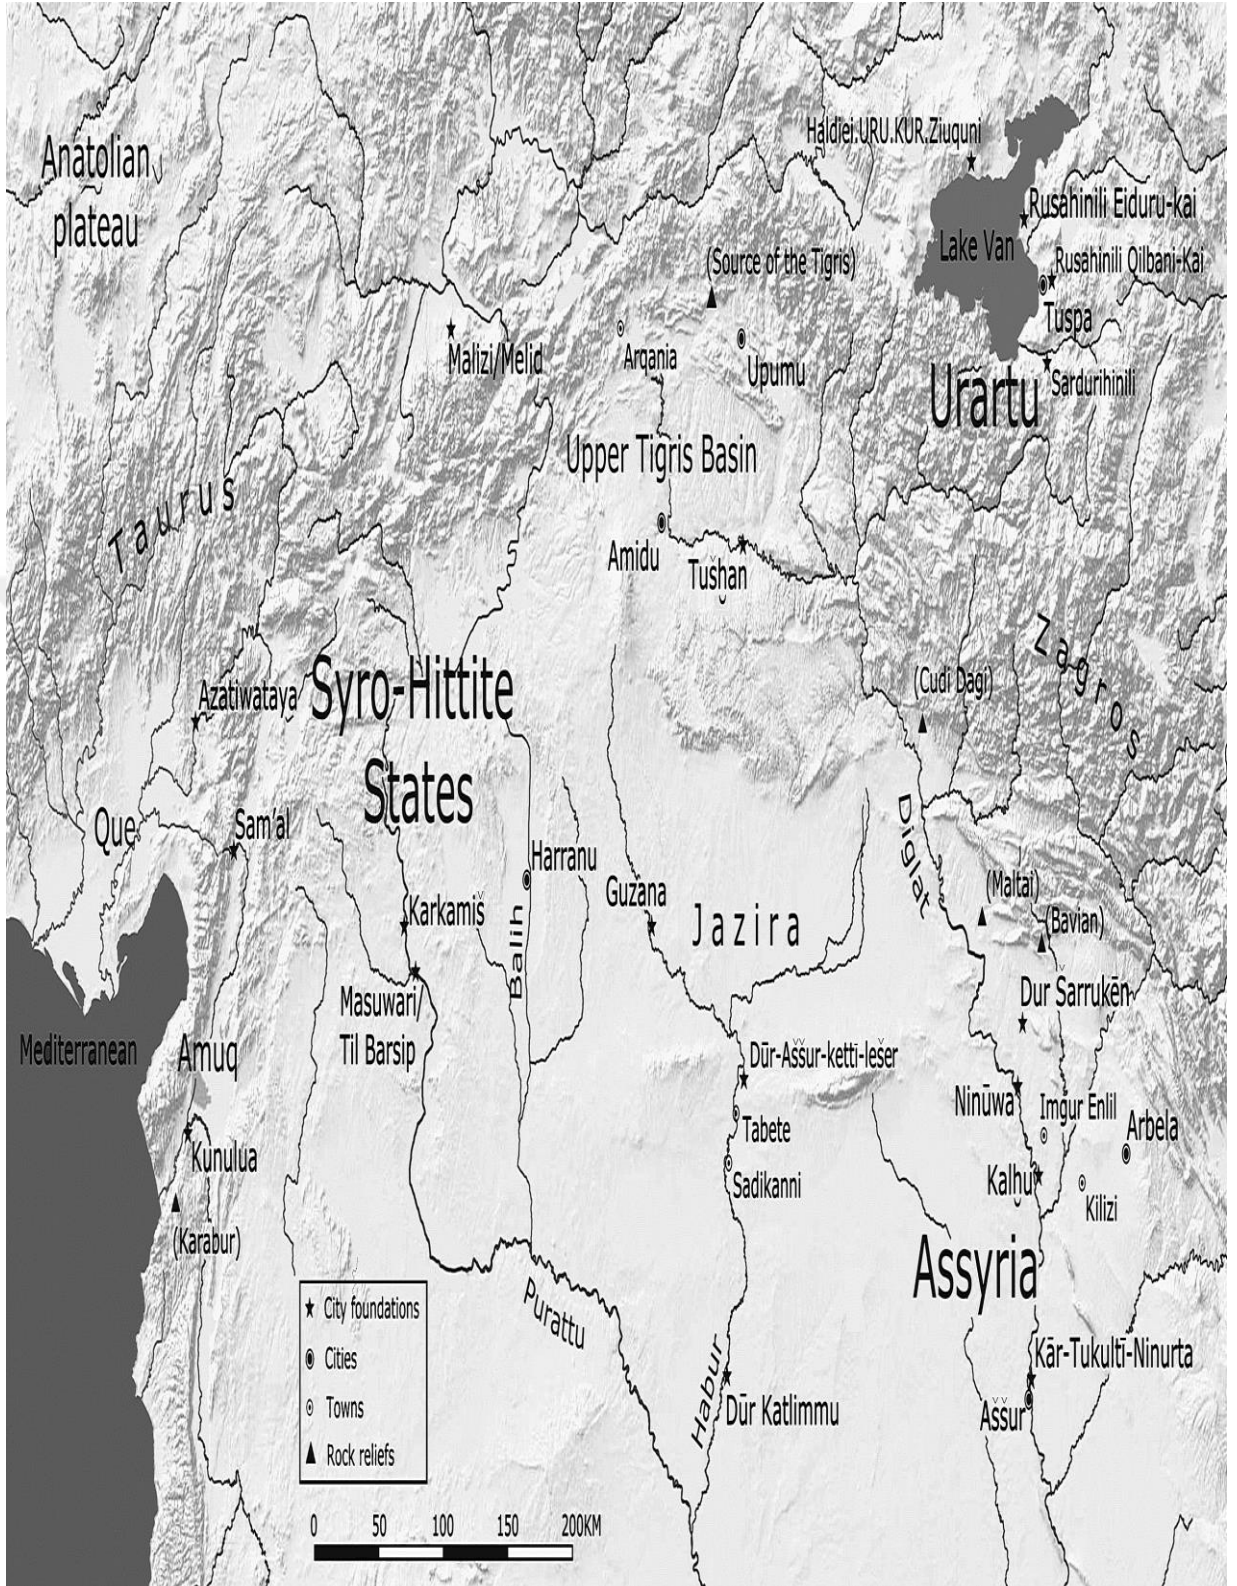 Haldiei.URU.KUR.Ziuquni
Anatolian
plateau
Rusahinili Eiduru-kai
Lake Van
(Source of the Tigris)
Rusahinili Qilbani-Kai
Tuspa
Malizi/Melid
Arqania
Upumu
Sardurihinili
Urartu
Upper Tigris Basin
Taurus
Amidu
Tušhan
Zagros
Syro-Hittite
States
Azatiwataya
(Cudi Dagi)
Que
Sam'al
Diglat
Harranu
Guzana
(Maltai)
Karkamiš
Jazira
(Bavian)
Balih
Masuwari/
Til Barsip
Dur Šarrukēn
Mediterranean
Amuq
Dūr-Aššur-kettī-lešer
Ninūwa
Imgur Enlil
Tabete
Arbela
Kunulua
Sadikanni
Kalhu
Kilizi
(Karabur)
Assyria
Purattu
City foundations
Cities
Towns
Rock reliefs
Habur
Kār-Tukultī-Ninurta
Dūr Katlimmu
Aššur
0 50 100 150 200KM